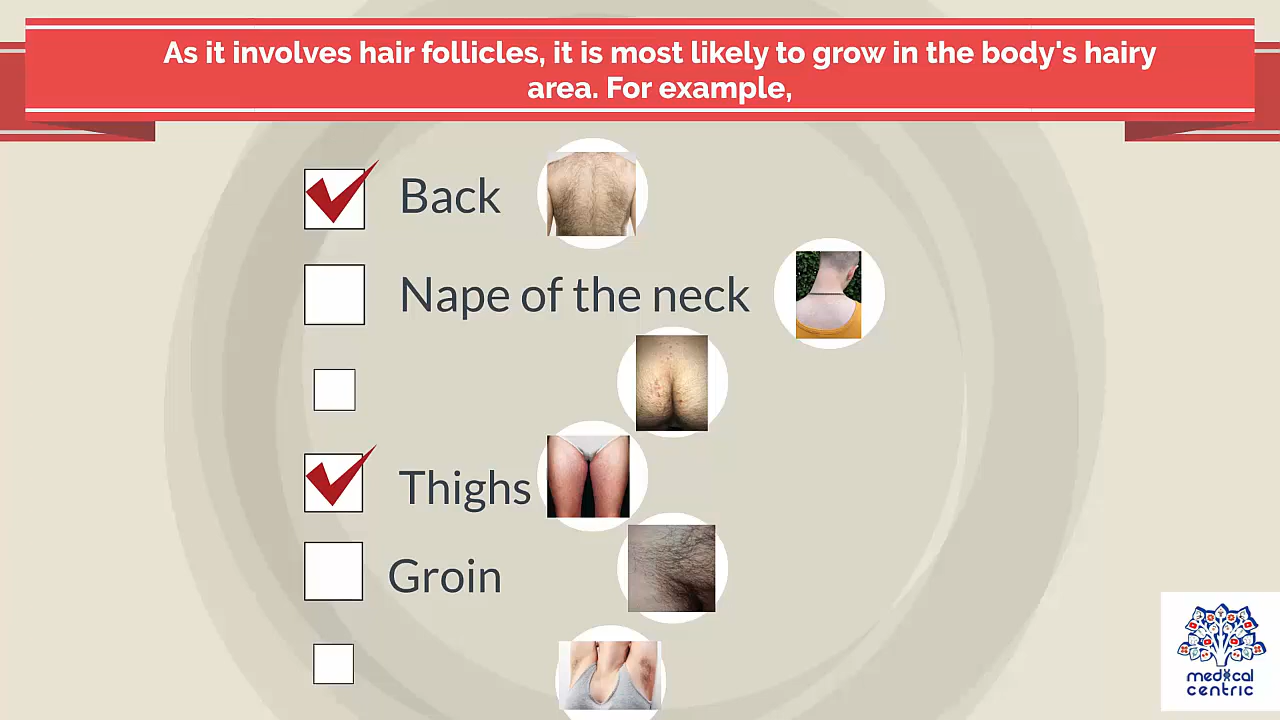 As it involves hair follicles, it is most likely to grow in the body's hairy
area. For example,
Back
Nape of the neck
Thighs
Groin
medical
centric